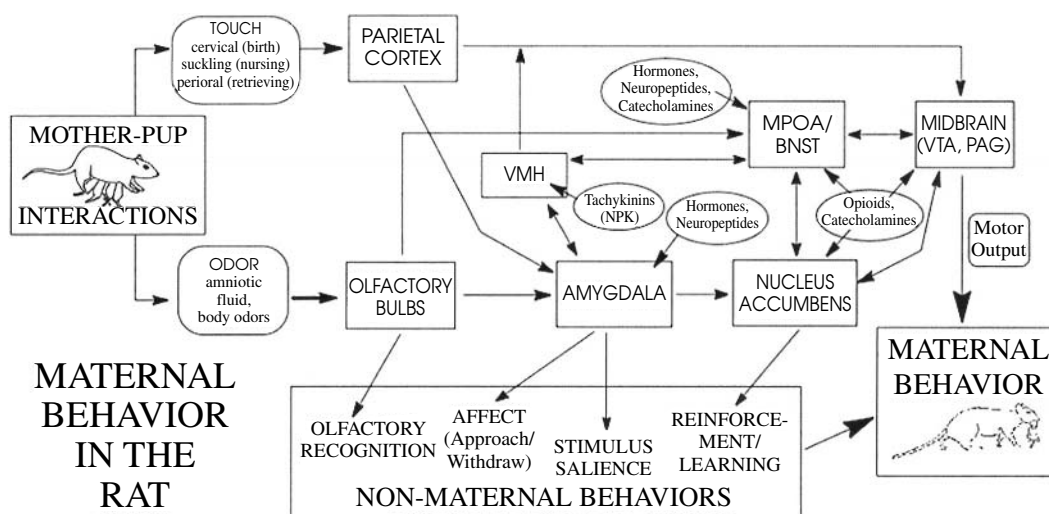 TOUCH
cervical (birth)
suckling (nursing)
perioral (retrieving)
PARIETAL
CORTEX
Hormones,
Neuropeptides,
Catecholamines
MOTHER-PUP
INTERACTIONS
MPOA/
BNST
MIDBRAIN
(VTA, PAG)
VMH
Tachykinins
(NPK)
Hormones,
Neuropeptides
Opioids,
Catecholamines
Motor
Output
ODOR
amniotic
fluid,
body odors
OLFACTORY
BULBS
AMYGDALA
NUCLEUS
ACCUMBENS
MATERNAL
BEHAVIOR
MATERNAL
BEHAVIOR
IN THE
RAT
OLFACTORY
RECOGNITION
AFFECT
(Approach/
Withdraw)
STIMULUS
SALIENCE
REINFORCE-
MENT/
LEARNING
NON-MATERNAL BEHAVIORS